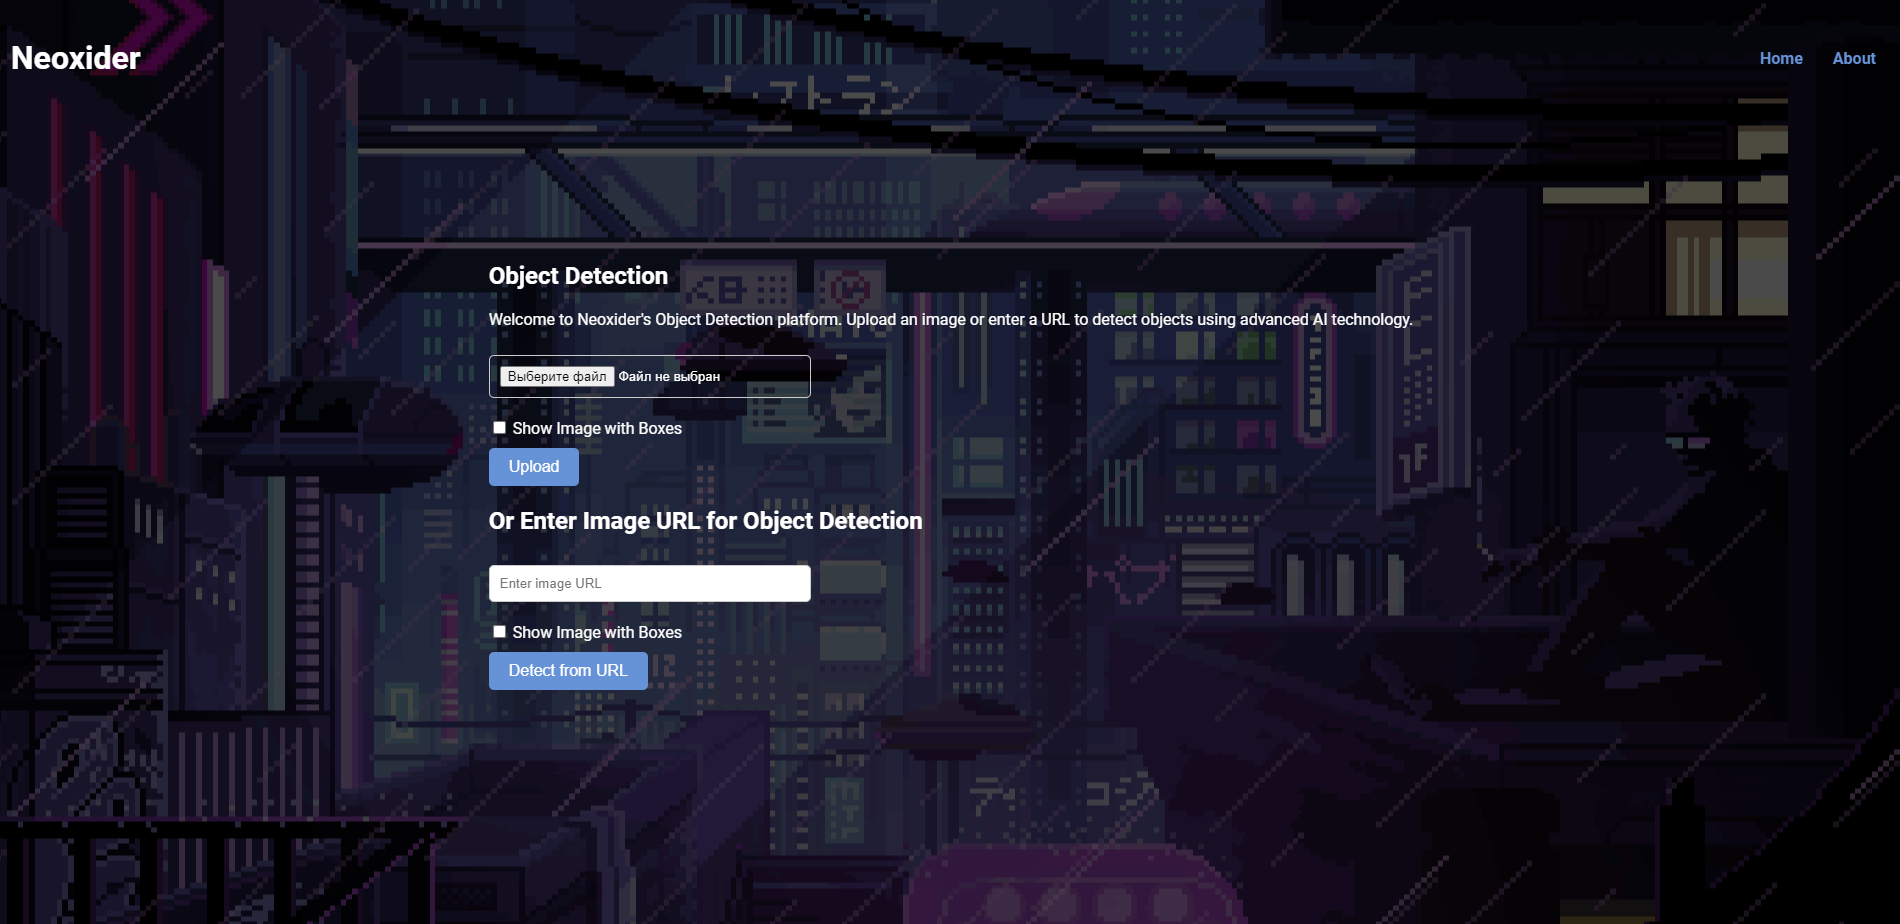 Neoxider
Home
About
Object Detection
Welcome to Neoxider's Object Detection platform. Upload an image or enter a URL to detect objects using advanced AI technology.
Выберите файл Файл не выбран
Show Image with Boxes
Upload
Or Enter Image URL for Object Detection
Enter image URL
Show Image with Boxes
Detect from URL